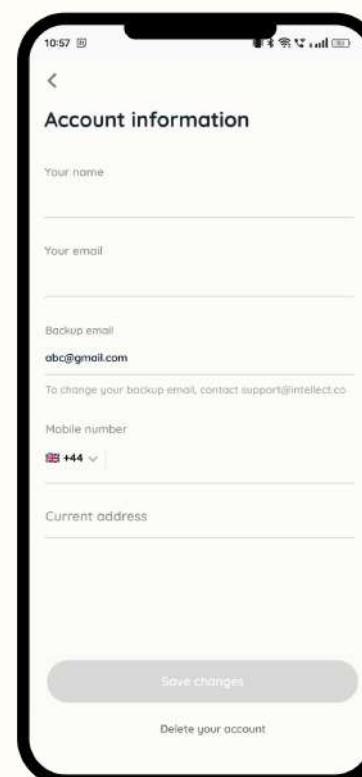 10:57
Account information
Your name
Your email
Backup email
abc@gmail.com
To change your backup email, contact support@intellect.co
Mobile number
+44
Current address
Save changes
Delete your account